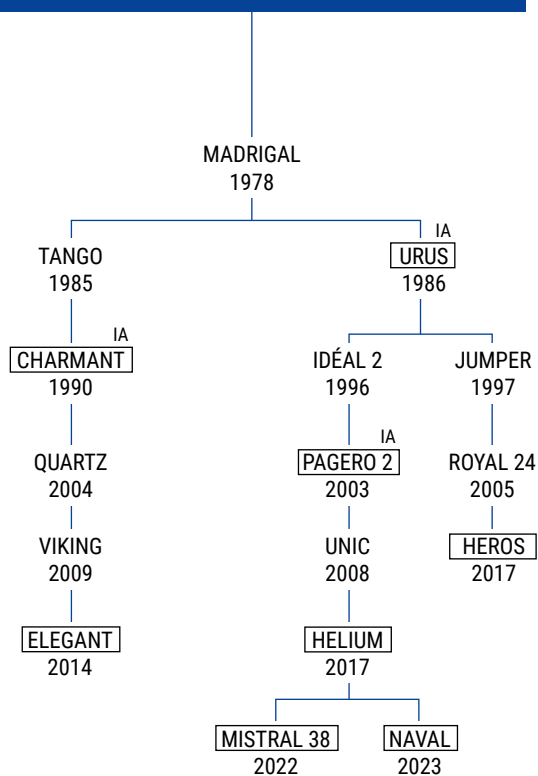 MADRIGAL
1978
IA
TANGO
URUS
1985
1986
IA
CHARMANT
IDÉAL 2
JUMPER
1990
1996
1997
IA
QUARTZ
PAGERO 2
ROYAL 24
2004
2003
2005
VIKING
UNIC
HEROS
2009
2008
2017
ELEGANT
HELIUM
2014
2017
MISTRAL 38
NAVAL
2022
2023